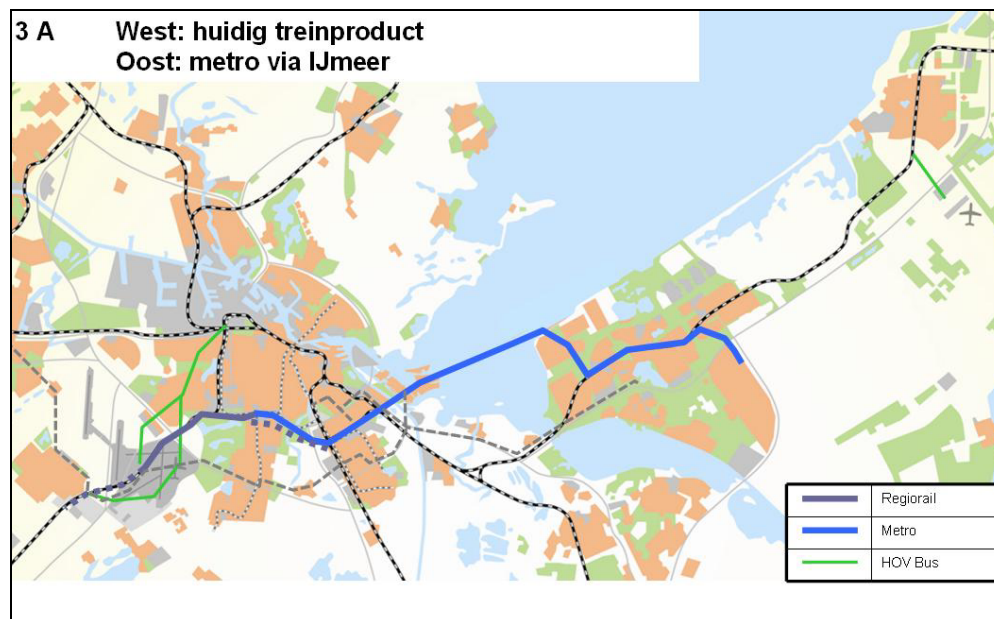 3 A West: huidig treinproduct
Oost: metro via IJmeer
Regiorail
Metro
HOV Bus